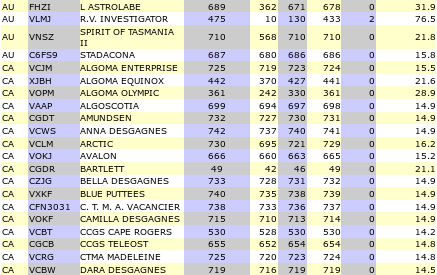 AU FHZI L ASTROLABE 689 362 671 678 0 31.9
AU VLMJ R.V. INVESTIGATOR 475 10 130 433 2 76.5
AU VNSZ SPIRIT OF TASMANIA II 710 568 710 710 0 21.8
AU C6FS9 STADACONA 687 680 686 686 0 15.8
CA VCJM ALGOMA ENTERPRISE 725 719 723 724 0 15.5
CA XJBH ALGOMA EQUINOX 442 370 427 441 0 21.6
CA VOPM ALGOMA OLYMPIC 361 242 330 361 0 28.9
CA VAAP ALGOSCOTIA 699 694 697 698 0 14.9
CA CGDT AMUNDSEN 732 727 730 731 0 14.9
CA VCWS ANNA DESGAGNES 742 737 740 741 0 14.9
CA VCLM ARCTIC 730 695 721 729 0 16.2
CA VOKJ AVALON 666 660 663 665 0 15.2
CA CGDR BARTLETT 49 42 46 49 0 21.1
CA CZJG BELLA DESGAGNES 733 728 731 732 0 14.9
CA VXKF BLUE PUTTEES 740 735 738 739 0 14.9
CA CFN3031 C. T. M. A. VACANCIER 738 733 736 737 0 14.9
CA VOKF CAMILLA DESGAGNES 715 710 713 714 0 14.9
CA VCBT CCGS CAPE ROGERS 530 528 530 530 0 14.2
CA CGCB CCGS TELEOST 655 652 654 654 0 14.8
CA VCRG CTMA MADELEINE 725 720 723 724 0 14.8
CA VCBW DARA DESGAGNES 719 716 719 719 0 14.5